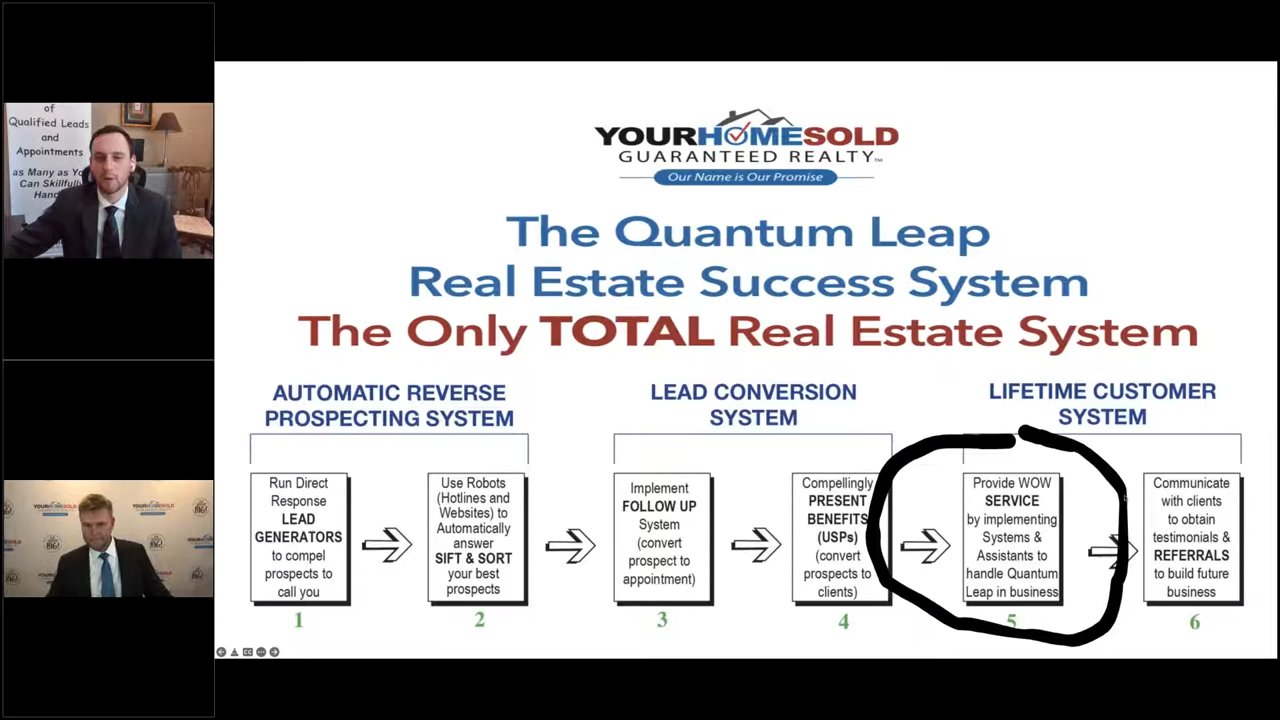 of
Qualified Leads
and
Appointments
as Many as Yo
Can Skillfully
Hand
YOURHOMESOLD
GUARANTEED REALTY™
Our Name is Our Promise
The Quantum Leap
Real Estate Success System
The Only TOTAL Real Estate System
AUTOMATIC REVERSE
PROSPECTING SYSTEM
Run Direct
Response
LEAD
GENERATORS
to compel
prospects to
call you
1
Use Robots
(Hotlines and
Websites) to
Automatically
answer
SIFT & SORT
your best
prospects
2
LEAD CONVERSION
SYSTEM
Implement
FOLLOW UP
System
(convert
prospect to
appointment)
3
Compellingly
PRESENT
BENEFITS
(USPs)
(convert
prospects to
clients)
4
LIFETIME CUSTOMER
SYSTEM
Provide WOW
SERVICE
by implementing
Systems &
Assistants to
handle Quantum
Leap in business
5
Communicate
with clients
to obtain
testimonials &
REFERRALS
to build future
business
6